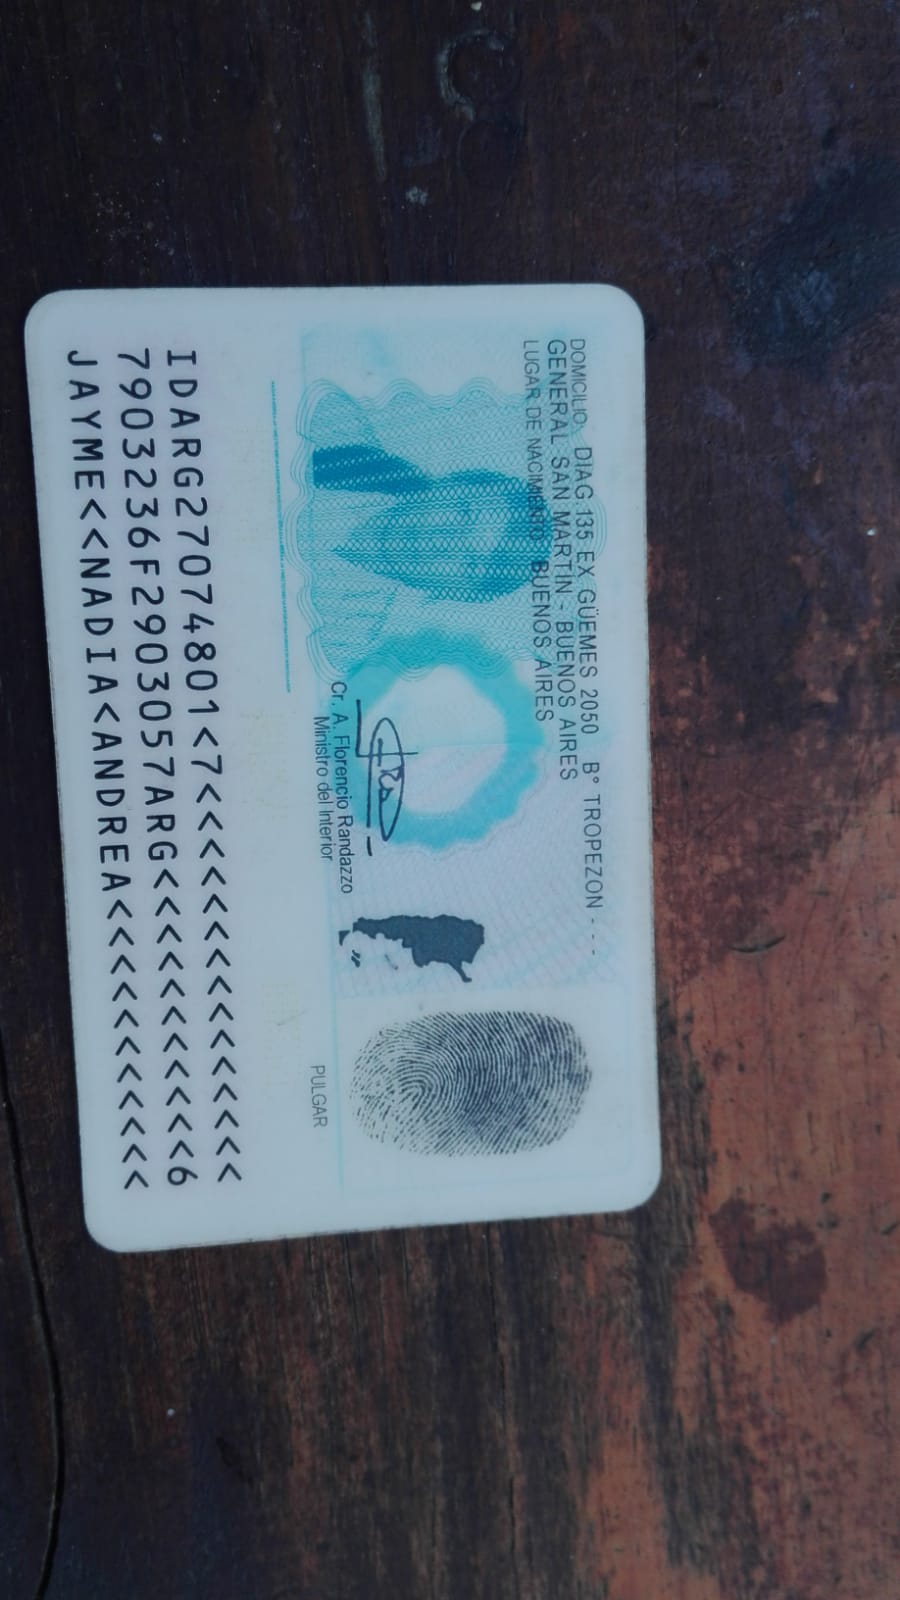 DOMICILIO: DIAG 135 EX GÜEMES 2050 B° TROPEZON - - -
GENERAL SAN MARTIN - BUENOS AIRES
LUGAR DE NACIMIENTO: BUENOS AIRES
Cr. A. Florencio Randazzo
Ministro del Interior
PULGAR
IDARG27074801<7<<<<<<<<<<<<<<<
7903236F2903057ARG<<<<<<<<<<<6
JAYME<<NADIA<ANDREA<<<<<<<<<<<